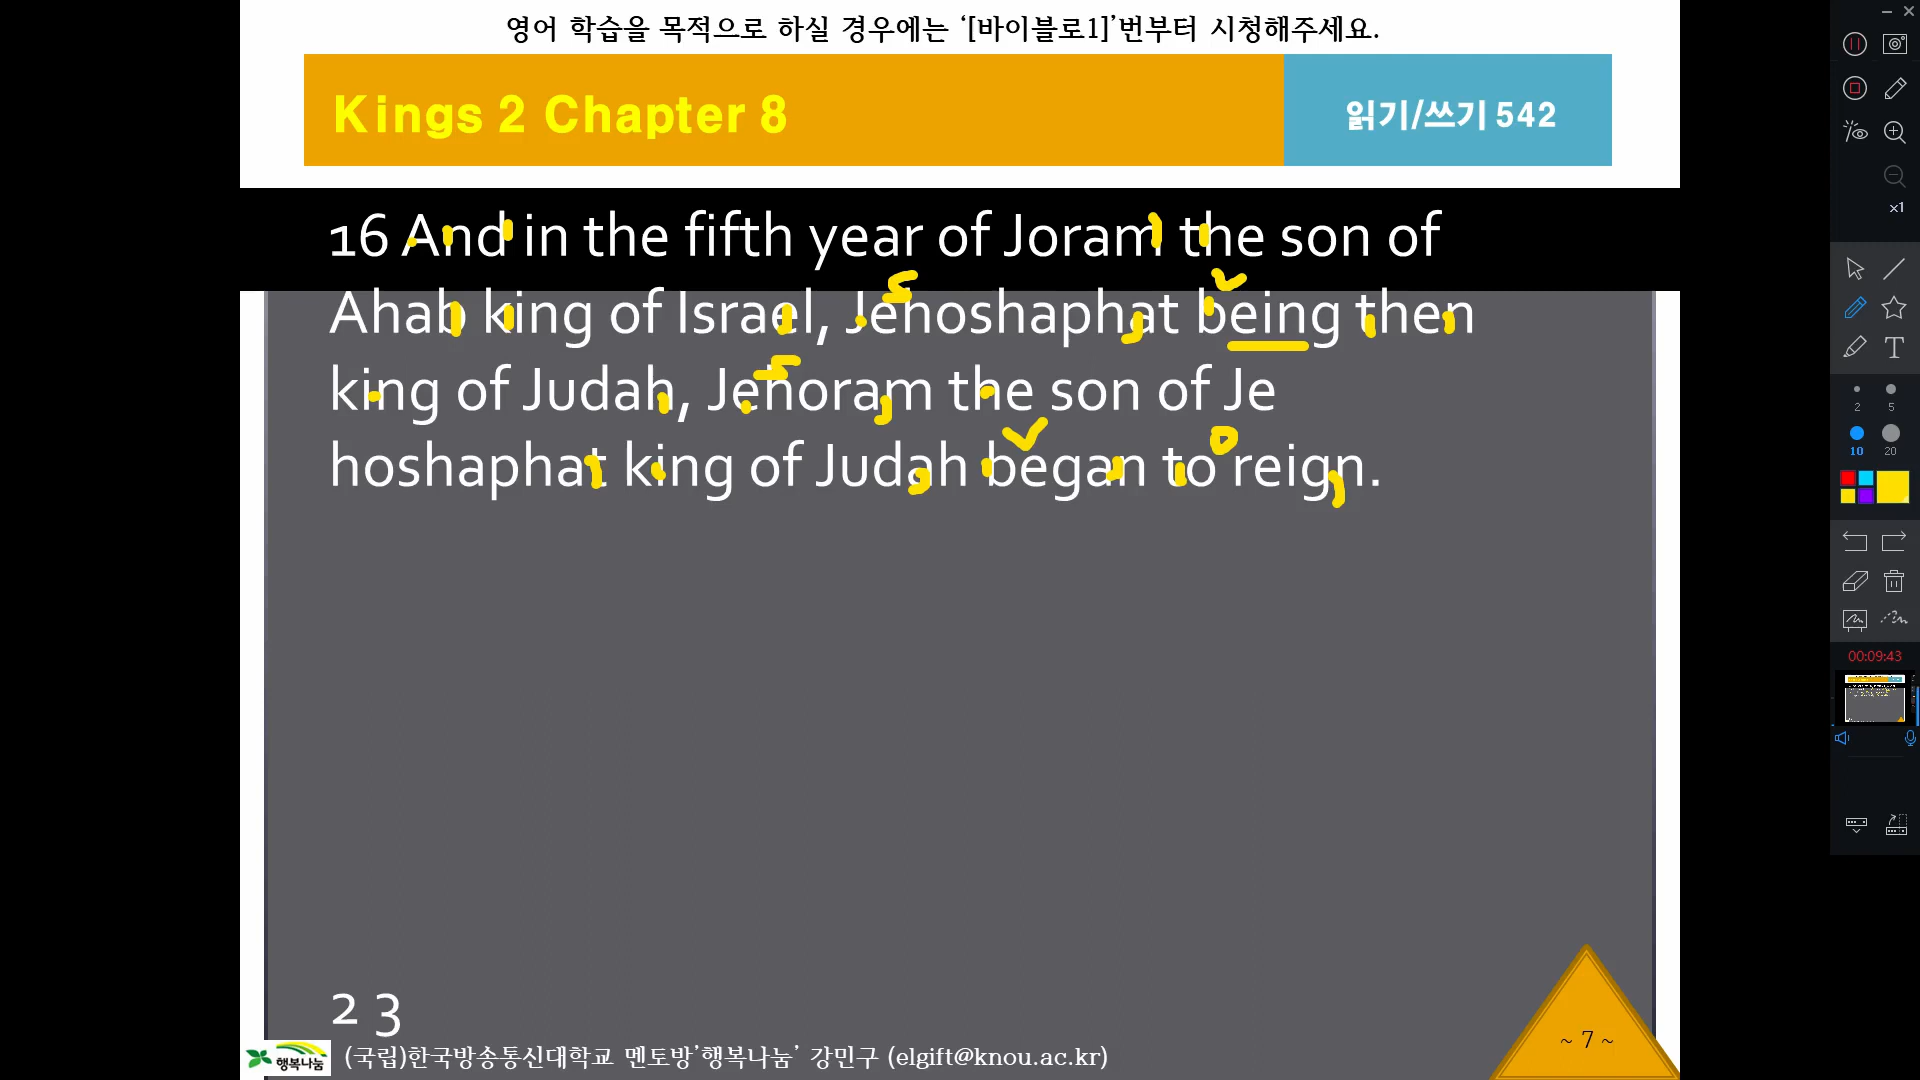 영어 학습을 목적으로 하실 경우에는 ‘[바이블로1]’번부터 시청해주세요.
Kings 2 Chapter 8
읽기/쓰기 542
16 And in the fifth year of Joram the son of
Ahab king of Israel, Jehoshaphat being then
king of Judah, Jehoram the son of Je
hoshaphat king of Judah began to reign.
2 3
행복나눔
(국립)한국방송통신대학교 멘토방’행복나눔’ 강민구 (elgift@knou.ac.kr)
~ 7 ~
x1
T
2 5
10 20
00:09:43